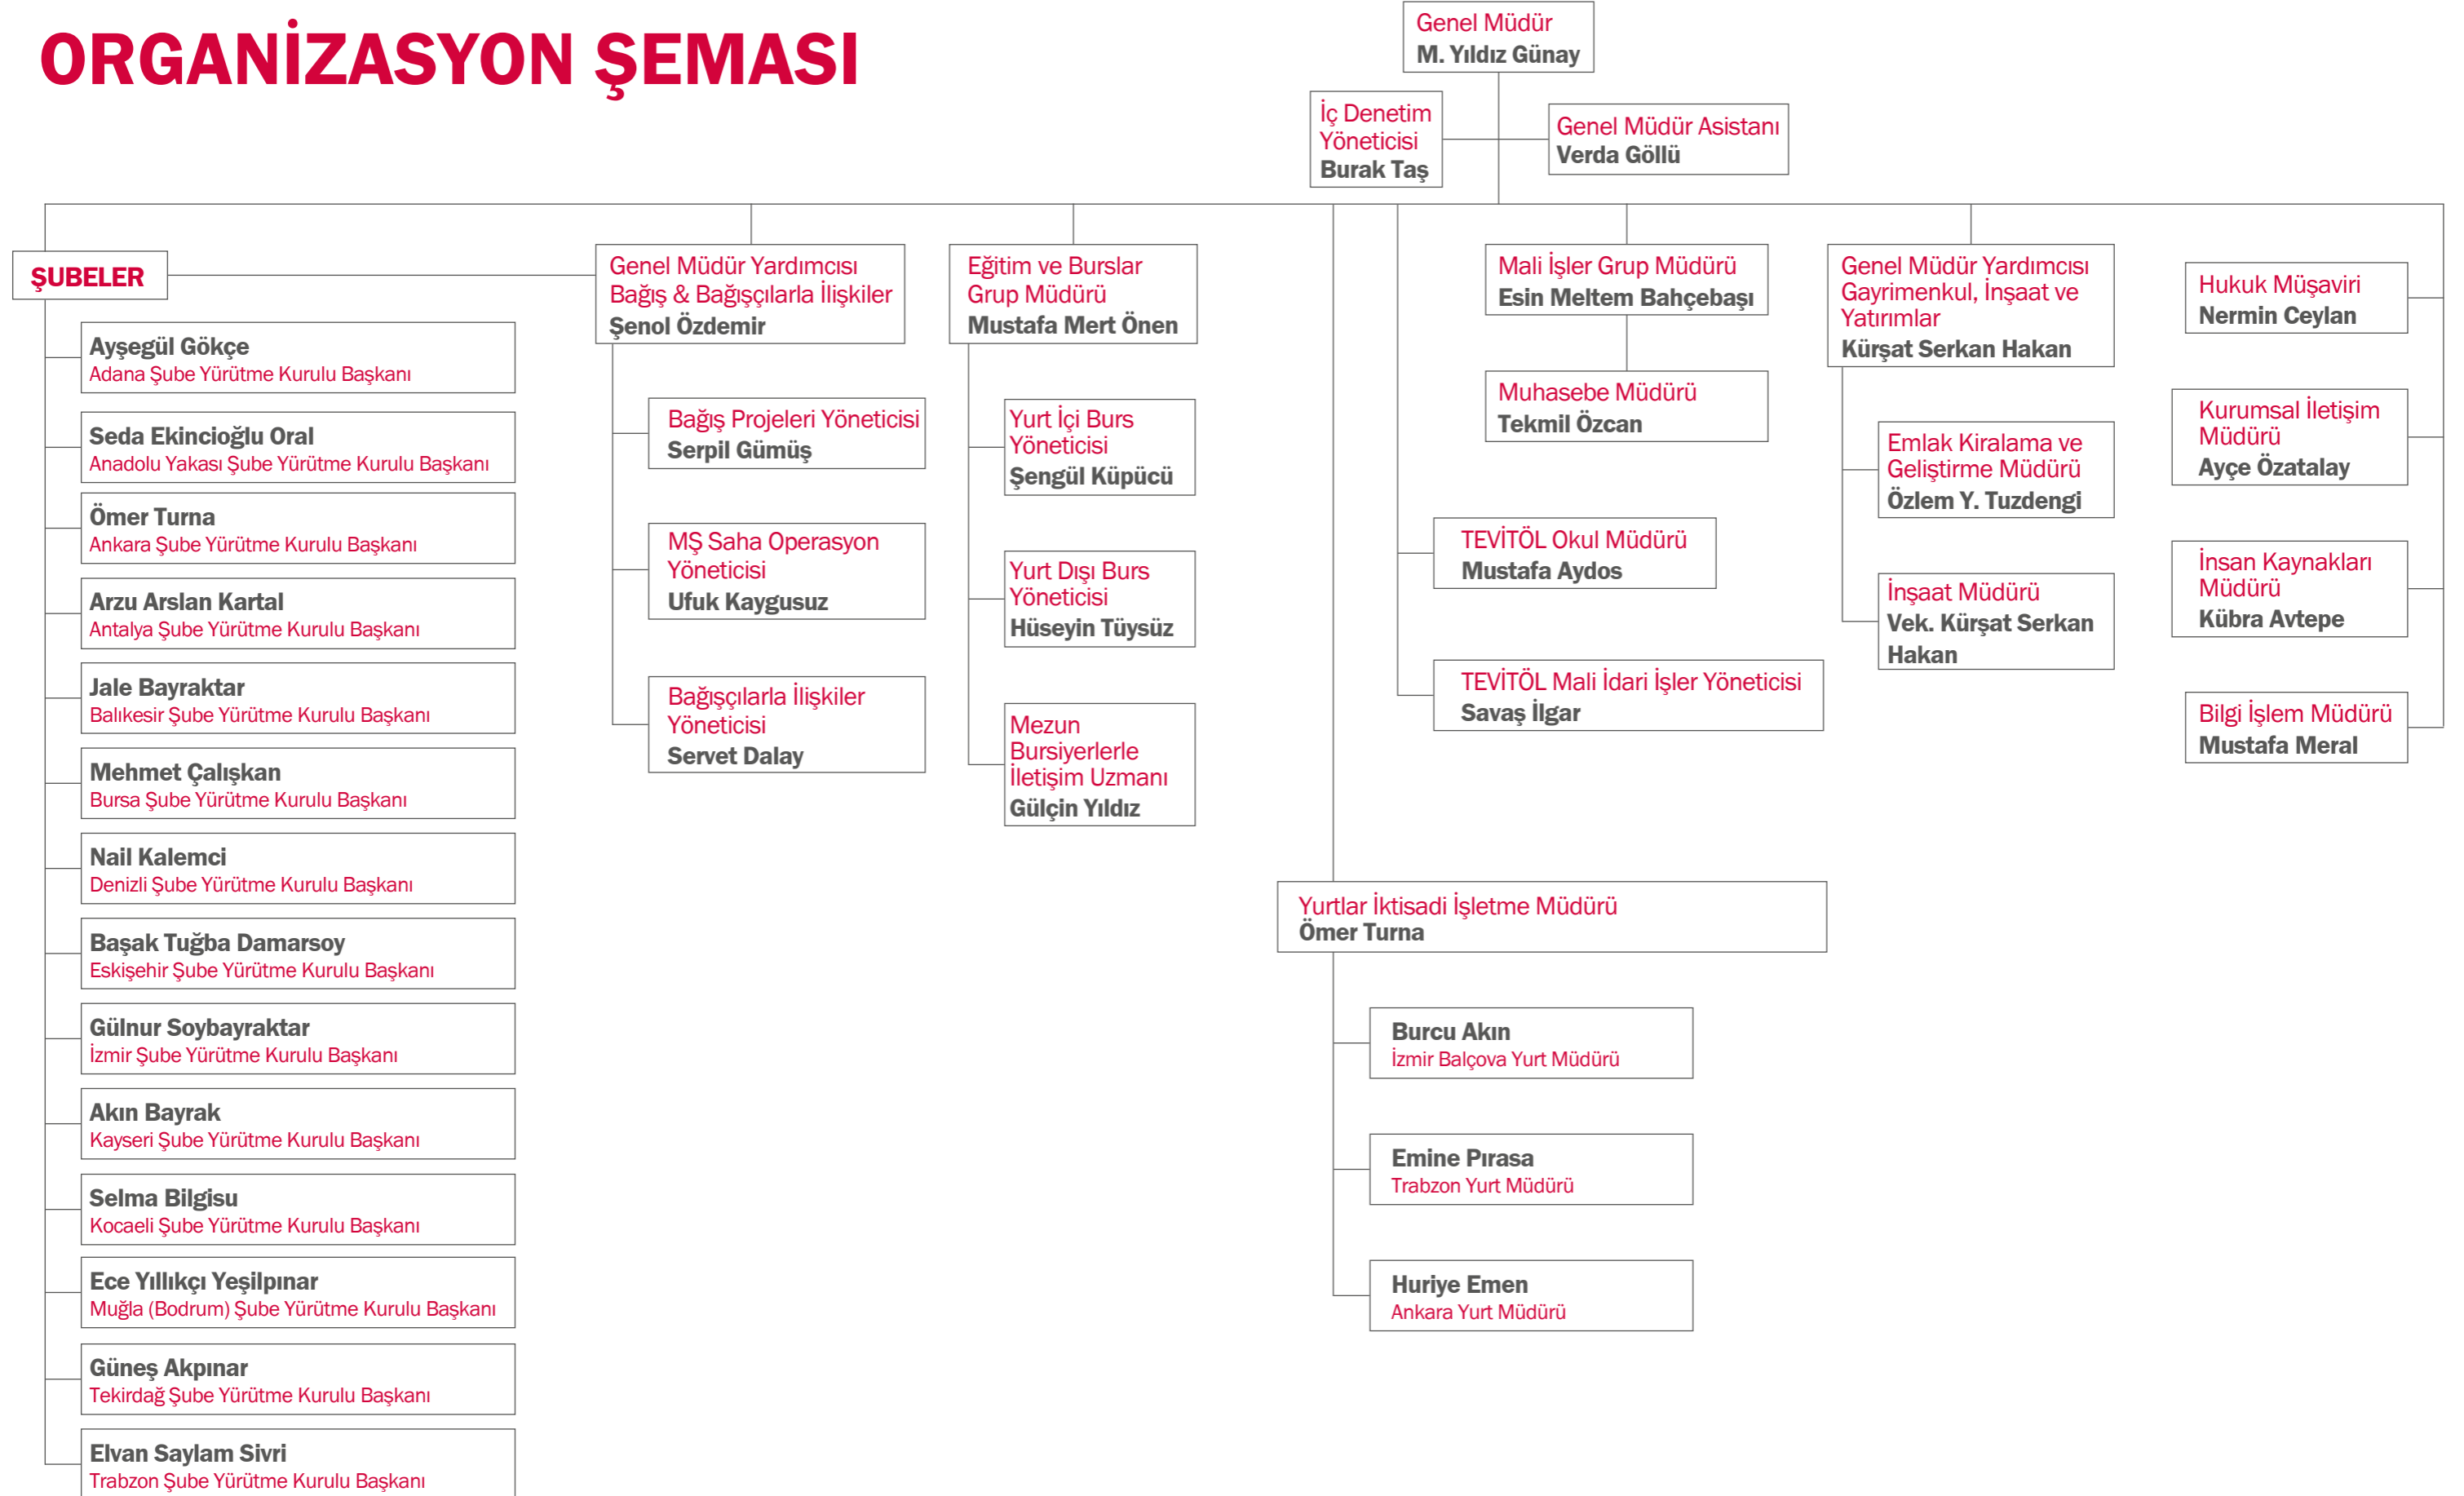 ORGANİZASYON ŞEMASI
Genel Müdür
M. Yıldız Günay
İç Denetim
Yöneticisi
Burak Taş
Genel Müdür Asistanı
Verda Göllü
ŞUBELER
Ayşegül Gökçe
Adana Şube Yürütme Kurulu Başkanı
Seda Ekincioğlu Oral
Anadolu Yakası Şube Yürütme Kurulu Başkanı
Ömer Turna
Ankara Şube Yürütme Kurulu Başkanı
Arzu Arslan Kartal
Antalya Şube Yürütme Kurulu Başkanı
Jale Bayraktar
Balıkesir Şube Yürütme Kurulu Başkanı
Mehmet Çalışkan
Bursa Şube Yürütme Kurulu Başkanı
Nail Kalemci
Denizli Şube Yürütme Kurulu Başkanı
Başak Tuğba Damarsoy
Eskişehir Şube Yürütme Kurulu Başkanı
Gülnur Soybayraktar
İzmir Şube Yürütme Kurulu Başkanı
Akın Bayrak
Kayseri Şube Yürütme Kurulu Başkanı
Selma Bilgisu
Kocaeli Şube Yürütme Kurulu Başkanı
Ece Yıllıkçı Yeşilpınar
Muğla (Bodrum) Şube Yürütme Kurulu Başkanı
Güneş Akpınar
Tekirdağ Şube Yürütme Kurulu Başkanı
Elvan Saylam Sivri
Trabzon Şube Yürütme Kurulu Başkanı
Genel Müdür Yardımcısı
Bağış & Bağışçılarla İlişkiler
Şenol Özdemir
Bağış Projeleri Yöneticisi
Serpil Gümüş
MŞ Saha Operasyon
Yöneticisi
Ufuk Kaygusuz
Bağışçılarla İlişkiler
Yöneticisi
Servet Dalay
Eğitim ve Burslar
Grup Müdürü
Mustafa Mert Önen
Yurt İçi Burs
Yöneticisi
Şengül Küpücü
Yurt Dışı Burs
Yöneticisi
Hüseyin Tüysüz
Mezun
Bursiyerlerle
İletişim Uzmanı
Gülçin Yıldız
Yurtlar İktisadi İşletme Müdürü
Ömer Turna
Burcu Akın
İzmir Balçova Yurt Müdürü
Emine Pırasa
Trabzon Yurt Müdürü
Huriye Emen
Ankara Yurt Müdürü
TEVİTÖL Okul Müdürü
Mustafa Aydos
TEVİTÖL Mali İdari İşler Yöneticisi
Savaş İlgar
Mali İşler Grup Müdürü
Esin Meltem Bahçebaşı
Muhasebe Müdürü
Tekmil Özcan
Genel Müdür Yardımcısı
Gayrimenkul, İnşaat ve
Yatırımlar
Kürşat Serkan Hakan
Emlak Kiralama ve
Geliştirme Müdürü
Özlem Y. Tuzdengi
İnşaat Müdürü
Vek. Kürşat Serkan
Hakan
Hukuk Müşaviri
Nermin Ceylan
Kurumsal İletişim
Müdürü
Ayçe Özatalay
İnsan Kaynakları
Müdürü
Kübra Avtepe
Bilgi İşlem Müdürü
Mustafa Meral